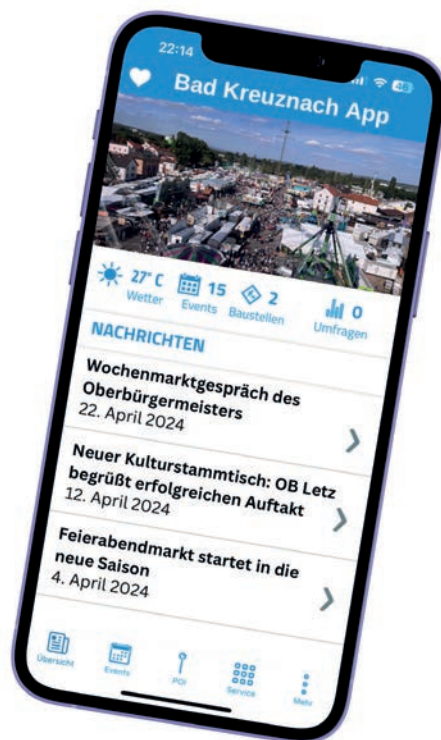 22:14
46
Bad Kreuznach App
27° C
Wetter
15
Events
2
Baustellen
0
Umfragen
NACHRICHTEN
Wochenmarktgespräch des
Oberbürgermeisters
22. April 2024
Neuer Kulturstammtisch: OB Letz
begrüßt erfolgreichen Auftakt
12. April 2024
Feierabendmarkt startet in die
neue Saison
4. April 2024
Übersicht
Events
POI
Service
Mehr